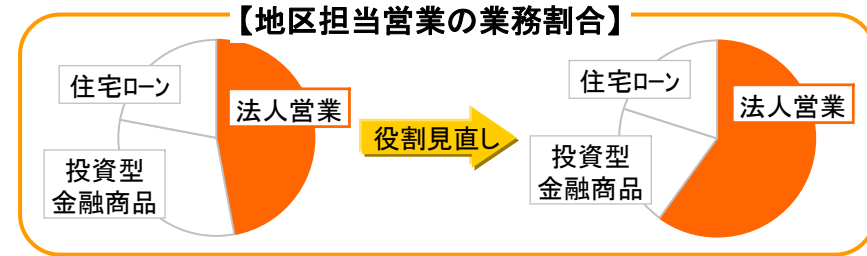 【地区担当営業の業務割合】
住宅ローン
法人営業
投資型
金融商品
役割見直し
住宅ローン
法人営業
投資型
金融商品